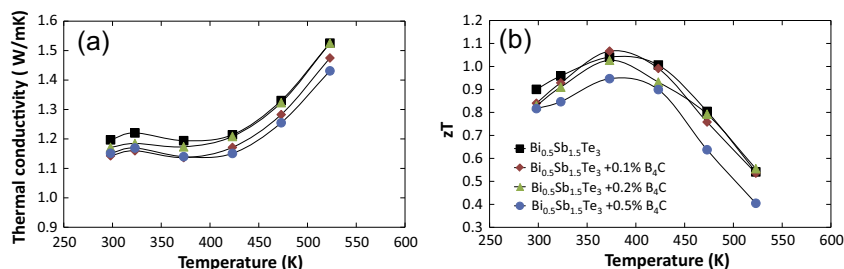 (a)
Thermal conductivity ( W/mK)
1.6
1.5
1.4
1.3
1.2
1.1
1.0
0.9
250 300 350 400 450 500 550 600
Temperature (K)
(b)
zT
1.2
1.1
1.0
0.9
0.8
0.7
0.6
0.5
0.4
0.3
250 300 350 400 450 500 550 600
Temperature (K)
Bi₀.₅Sb₁.₅Te₃
Bi₀.₅Sb₁.₅Te₃ +0.1% B₄C
Bi₀.₅Sb₁.₅Te₃ +0.2% B₄C
Bi₀.₅Sb₁.₅Te₃ +0.5% B₄C